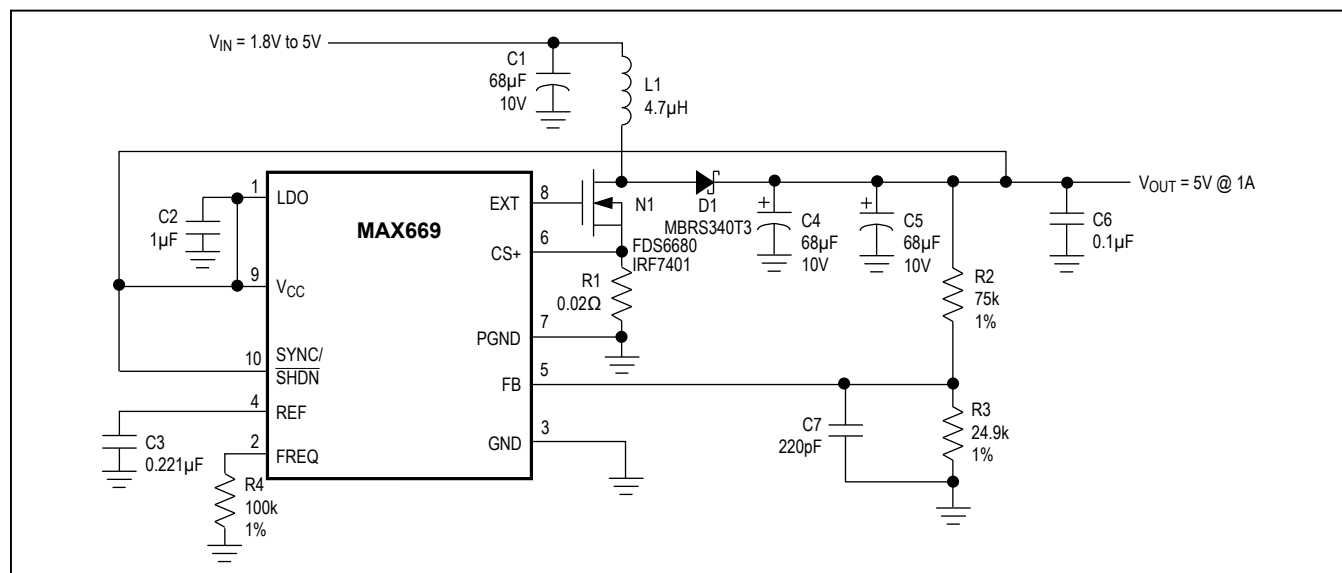 VIN = 1.8V to 5V
C1
68µF
10V
L1
4.7µH
1
LDO
C2
1µF
MAX669
EXT
8
N1
FDS6680
IRF7401
D1
MBRS340T3
C4
68µF
10V
C5
68µF
10V
VOUT = 5V @ 1A
C6
0.1µF
CS+
6
R1
0.02Ω
9
VCC
R2
75k
1%
PGND
7
10
SYNC/
SHDN
FB
5
4
REF
C3
0.221µF
C7
220pF
R3
24.9k
1%
2
FREQ
GND
3
R4
100k
1%